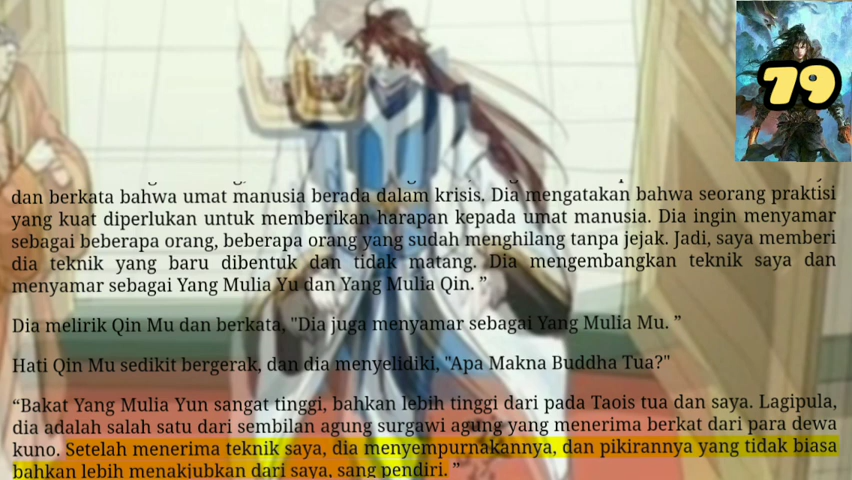 79
dan berkata bahwa umat manusia berada dalam krisis. Dia mengatakan bahwa seorang praktisi
yang kuat diperlukan untuk memberikan harapan kepada umat manusia. Dia ingin menyamar
sebagai beberapa orang, beberapa orang yang sudah menghilang tanpa jejak. Jadi, saya memberi
dia teknik yang baru dibentuk dan tidak matang. Dia mengembangkan teknik saya dan
menyamar sebagai Yang Mulia Yu dan Yang Mulia Qin. ”
Dia melirik Qin Mu dan berkata, "Dia juga menyamar sebagai Yang Mulia Mu. ”
Hati Qin Mu sedikit bergerak, dan dia menyelidiki, "Apa Makna Buddha Tua?"
“Bakat Yang Mulia Yun sangat tinggi, bahkan lebih tinggi dari pada Taois tua dan saya. Lagipula,
dia adalah salah satu dari sembilan agung surgawi agung yang menerima berkat dari para dewa
kuno. Setelah menerima teknik saya, dia menyempurnakannya, dan pikirannya yang tidak biasa
bahkan lebih menakjubkan dari saya, sang pendiri. ”